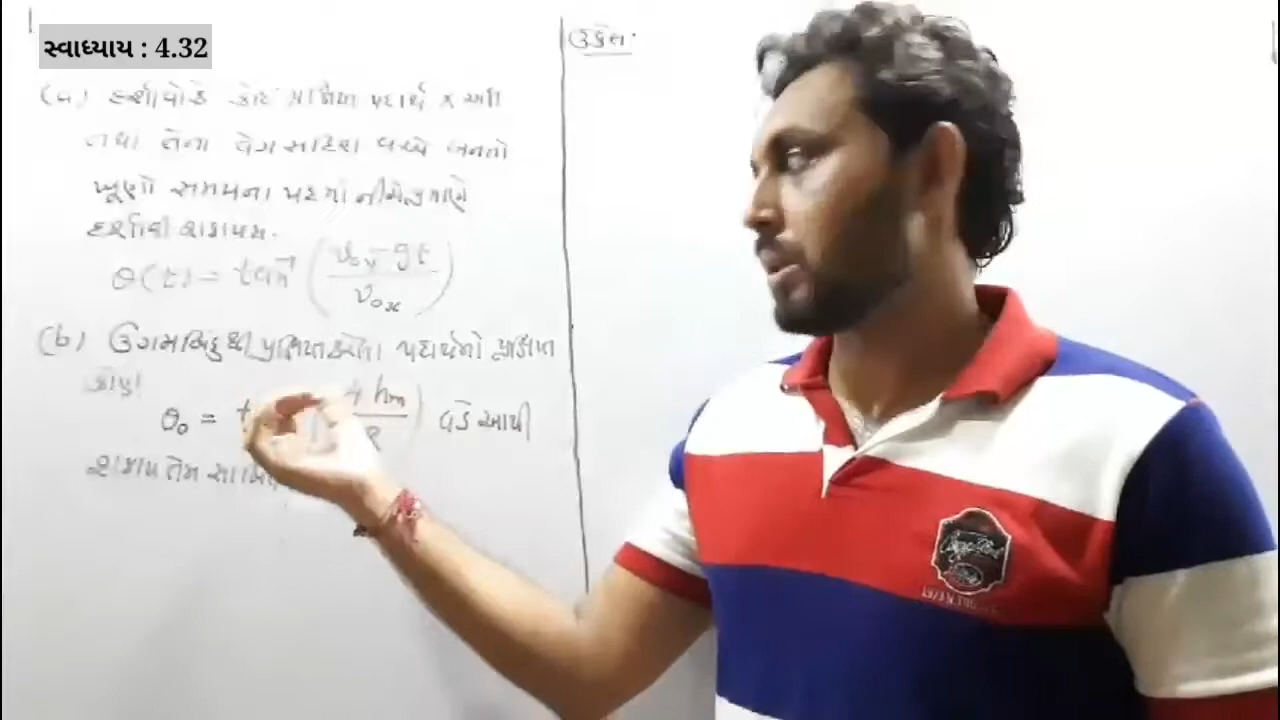 સ્વાધ્યાય : 4.32
ઉકેલ:
(a) દર્શાવો કે કોઈ પ્રક્ષિપ્ત પદાર્થ x અક્ષ
તથા તેના વેગ સદિશ વચ્ચે બનતો
ખૂણો સમયના પદમાં નીચે પ્રમાણે
દર્શાવી શકાય.
θ(t) = tan⁻¹ (v₀y - gt / v₀x)
(b) ઉગમબિંદુથી પ્રક્ષિપ્ત કરેલા પદાર્થનો પ્રક્ષિપ્ત
કોણ
θ₀ = 4 hm / R ) વડે આપી
શકાય તેમ